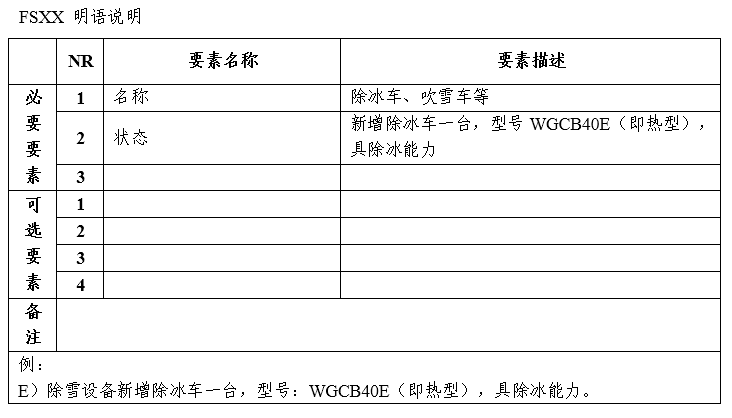 FSXX 明语说明
NR 要素名称 要素描述
必要要素
1 名称 除冰车、吹雪车等
2 状态 新增除冰车一台，型号 WGCB40E（即热型），
具除冰能力
3
可选要素
1
2
3
4
备注
例：
E）除雪设备新增除冰车一台，型号：WGCB40E（即热型），具除冰能力。